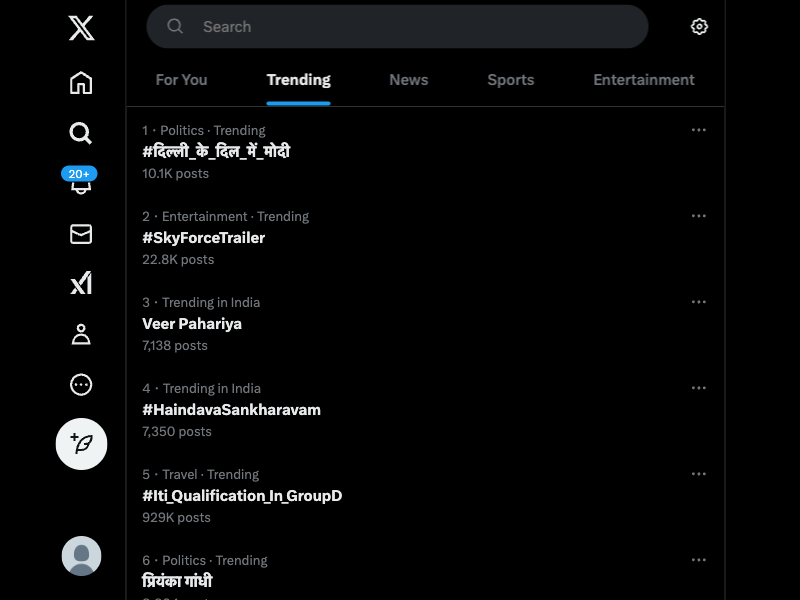 Search
For You Trending News Sports Entertainment
20+
1 · Politics · Trending
#दिल्ली_के_दिल_में_मोदी
10.1K posts
2 · Entertainment · Trending
#SkyForceTrailer
22.8K posts
3 · Trending in India
Veer Pahariya
7,138 posts
4 · Trending in India
#HaindavaSankharavam
7,350 posts
5 · Travel · Trending
#Iti_Qualification_In_GroupD
929K posts
6 · Politics · Trending
प्रियंका गांधी